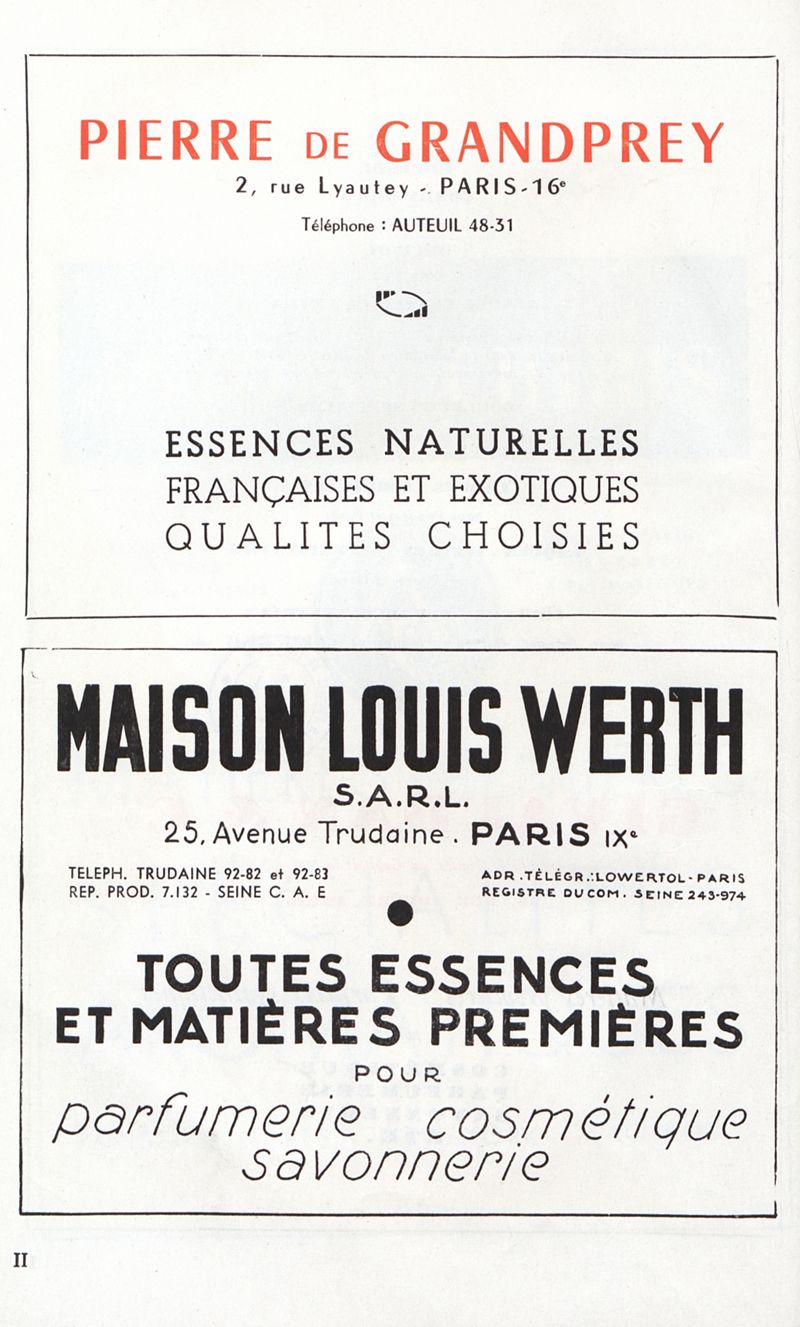 PIERRE DE GRANDPREY
2, rue Lyautey - PARIS-16e
Téléphone : AUTEUIL 48-31
ESSENCES NATURELLES
FRANÇAISES ET EXOTIQUES
QUALITES CHOISIES
MAISON LOUIS WERTH
S.A.R.L.
25, Avenue Trudaine . PARIS IXe
TELEPH. TRUDAINE 92-82 et 92-83
REP. PROD. 7.132 - SEINE C. A. E
ADR.TÉLÉGR.:LOWERTOL-PARIS
REGISTRE DU COM. SEINE 243-974
TOUTES ESSENCES
ET MATIÈRES PREMIÈRES
POUR
parfumerie cosmétique
savonnerie
II